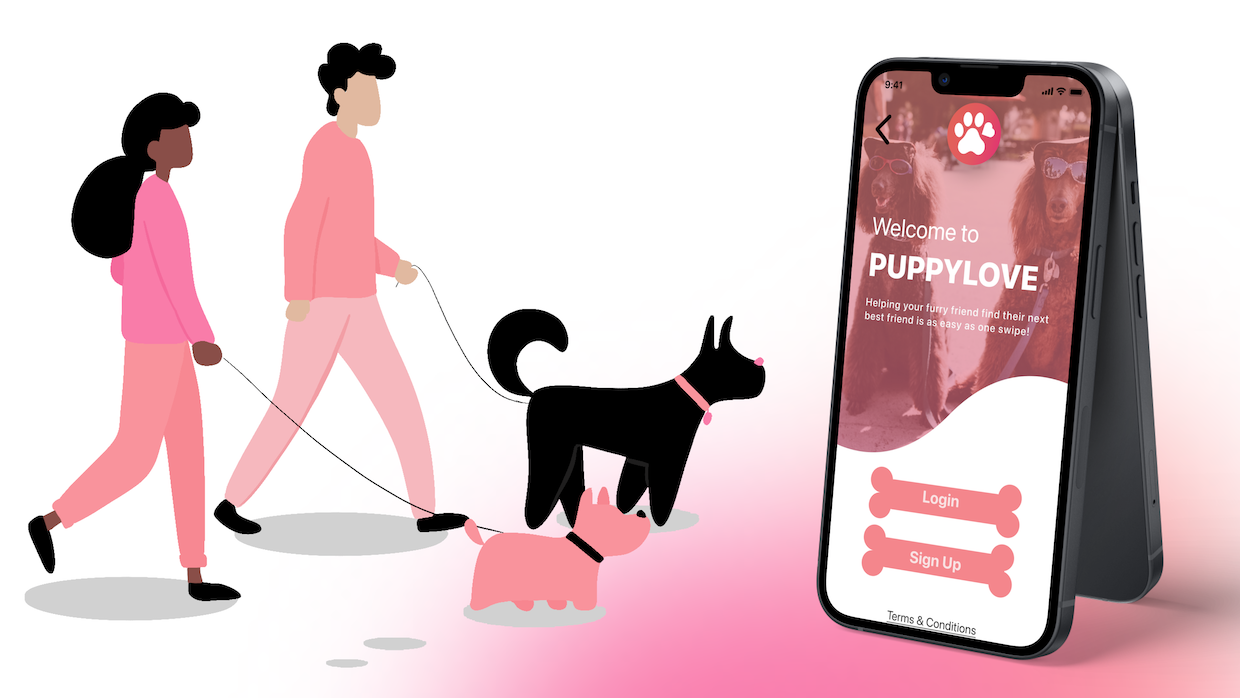 9:41
Welcome to
PUPPYLOVE
Helping your furry friend find their next
best friend is as easy as one swipe!
Login
Sign Up
Terms & Conditions